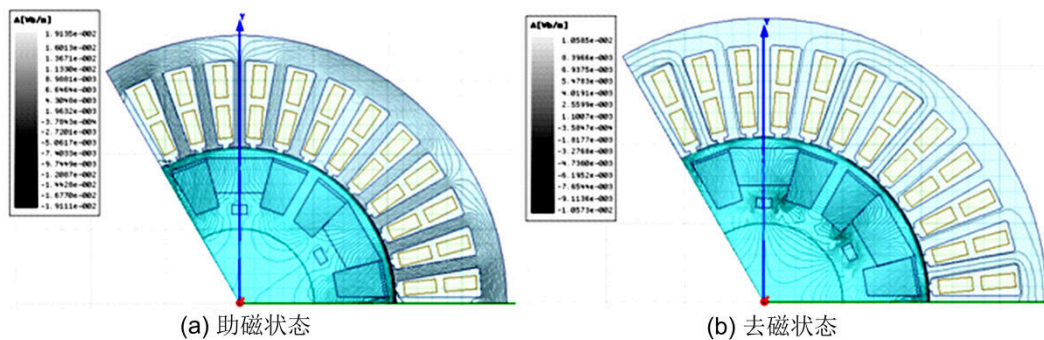 A[Wb/m]
1.9135e-002
1.6013e-002
1.3671e-002
1.1330e-002
8.9881e-003
6.6464e-003
4.3048e-003
1.9632e-003
-3.7843e-004
-2.7201e-003
-5.0617e-003
-7.4033e-003
-9.7449e-003
-1.2087e-002
-1.4428e-002
-1.6770e-002
-1.9111e-002
Y
(a) 助磁状态
A[Wb/m]
1.0585e-002
8.3966e-003
6.9375e-003
5.4783e-003
4.0191e-003
2.5599e-003
1.1007e-003
-3.5847e-004
-1.8177e-003
-3.2768e-003
-4.7360e-003
-6.1952e-003
-7.6544e-003
-9.1136e-003
-1.0573e-002
Y
(b) 去磁状态